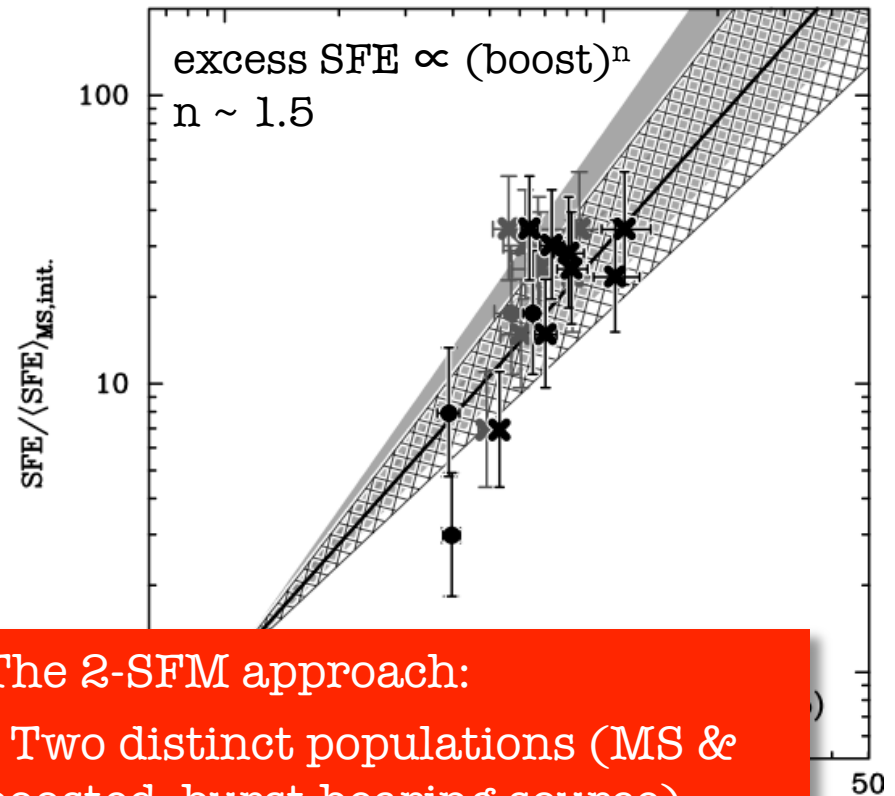 excess SFE ∝ (boost)ⁿ
n ~ 1.5
100
10
SFE/⟨SFE⟩MS,init.
The 2-SFM approach:
Two distinct populations (MS &
)
50